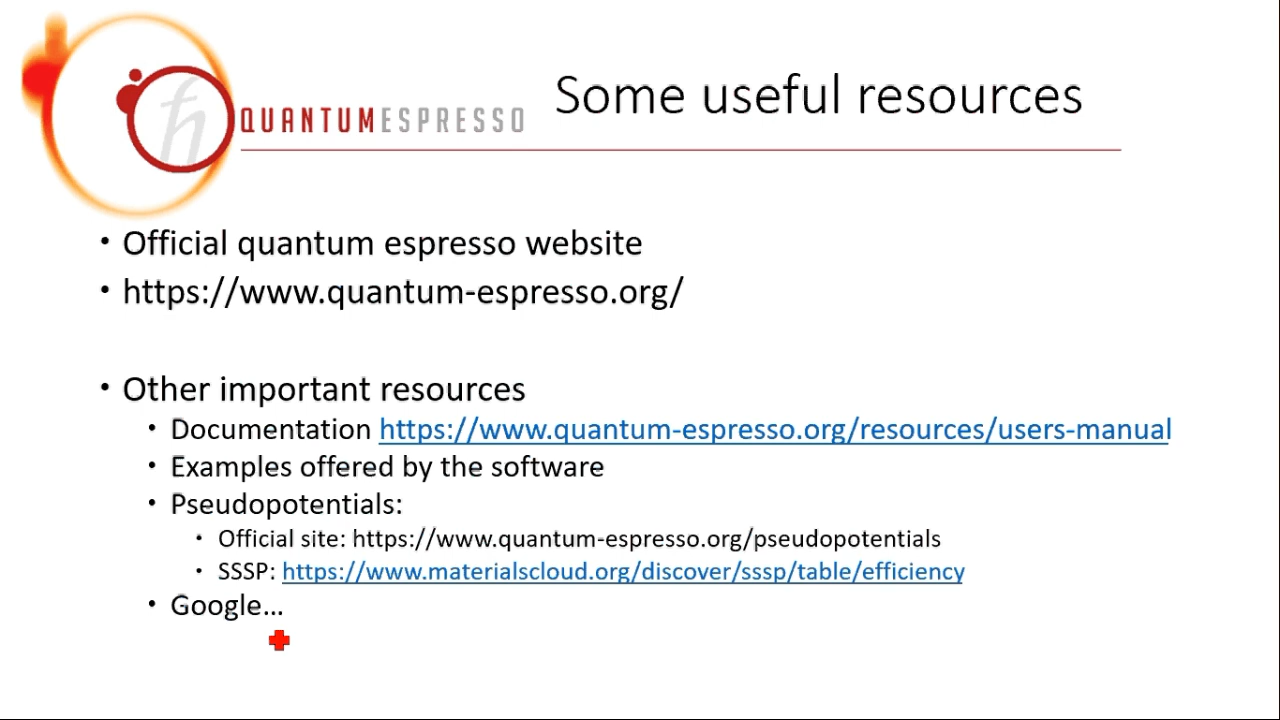 ħ
QUANTUMESPRESSO
Some useful resources
• Official quantum espresso website
• https://www.quantum-espresso.org/
• Other important resources
• Documentation https://www.quantum-espresso.org/resources/users-manual
• Examples offered by the software
• Pseudopotentials:
• Official site: https://www.quantum-espresso.org/pseudopotentials
• SSSP: https://www.materialscloud.org/discover/sssp/table/efficiency
• Google...